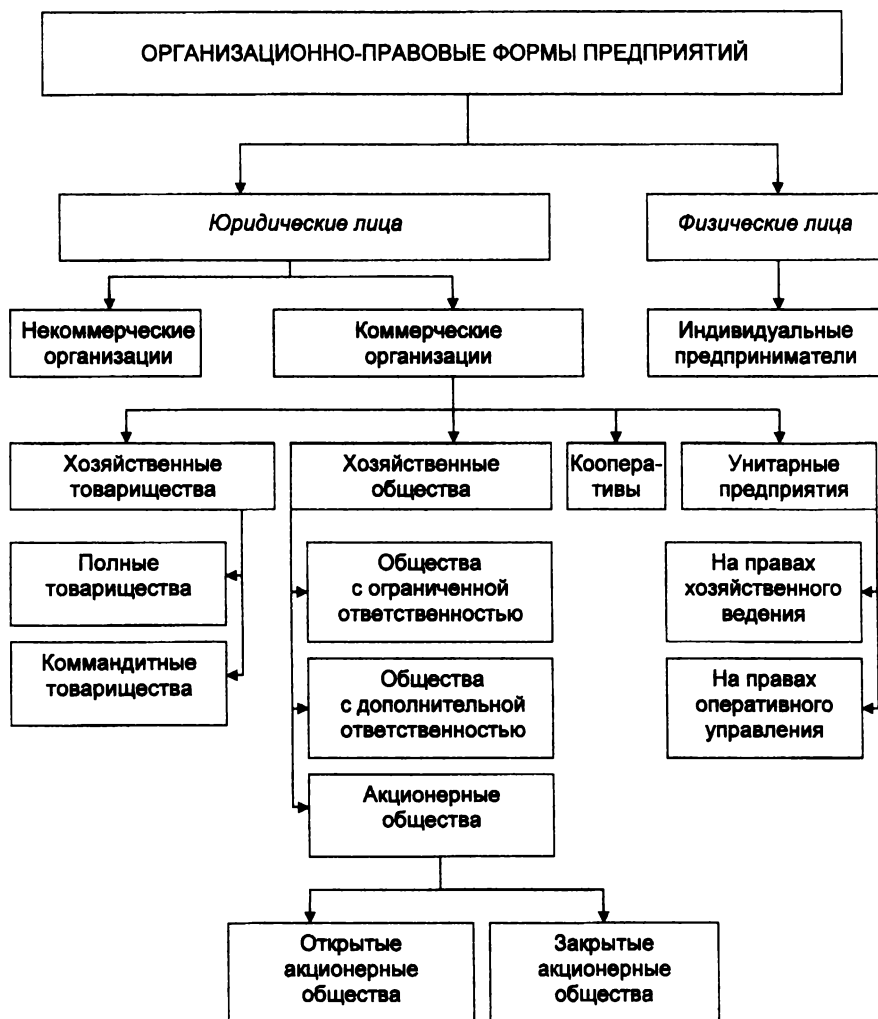 ОРГАНИЗАЦИОННО-ПРАВОВЫЕ ФОРМЫ ПРЕДПРИЯТИЙ
Юридические лица
Физические лица
Некоммерческие
организации
Коммерческие
организации
Индивидуальные
предприниматели
Хозяйственные
товарищества
Хозяйственные
общества
Коопера-
тивы
Унитарные
предприятия
Полные
товарищества
Общества
с ограниченной
ответственностью
На правах
хозяйственного
ведения
Коммандитные
товарищества
Общества
с дополнительной
ответственностью
На правах
оперативного
управления
Акционерные
общества
Открытые
акционерные
общества
Закрытые
акционерные
общества